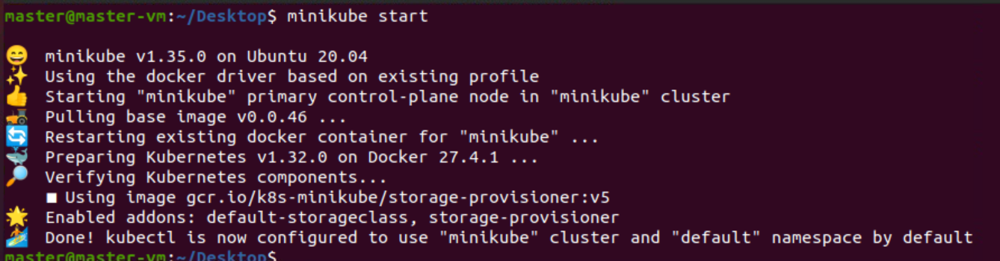 master@master-vm:~/Desktop$ minikube start
minikube v1.35.0 on Ubuntu 20.04
Using the docker driver based on existing profile
Starting "minikube" primary control-plane node in "minikube" cluster
Pulling base image v0.0.46 ...
Restarting existing docker container for "minikube" ...
Preparing Kubernetes v1.32.0 on Docker 27.4.1 ...
Verifying Kubernetes components...
Using image gcr.io/k8s-minikube/storage-provisioner:v5
Enabled addons: default-storageclass, storage-provisioner
Done! kubectl is now configured to use "minikube" cluster and "default" namespace by default
master@master-vm:~/Desktop$